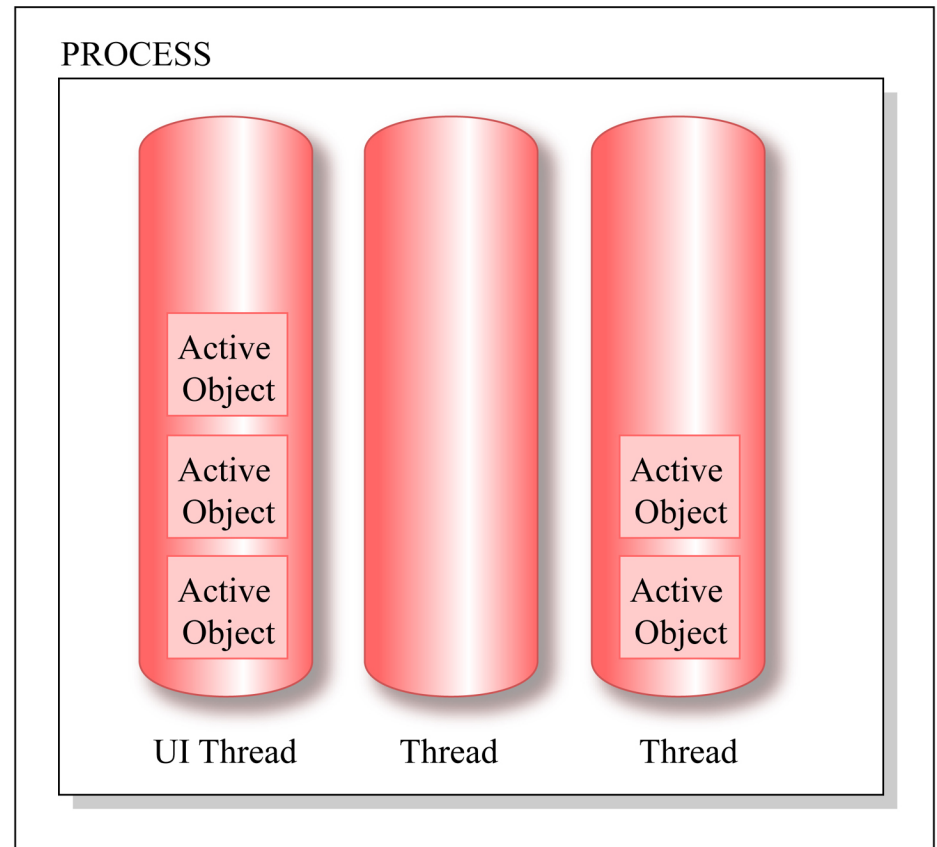 PROCESS
Active
Object
Active
Object
Active
Object
Active
Object
Active
Object
UI Thread
Thread
Thread